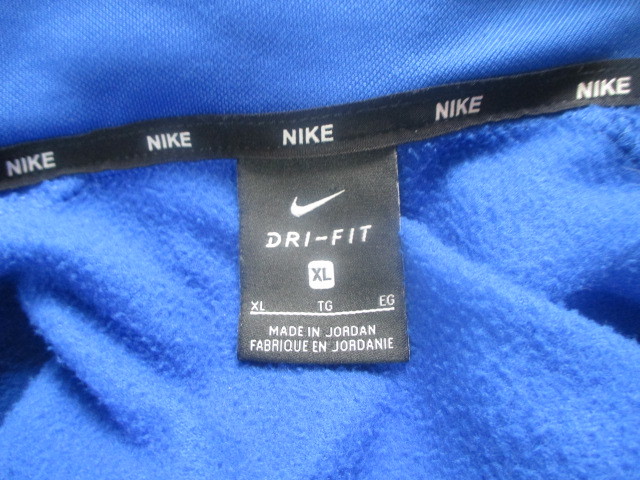 NIKE NIKE NIKE NIKE NIKE
DRI-FIT
XL
XL TG EG
MADE IN JORDAN
FABRIQUE EN JORDANIE